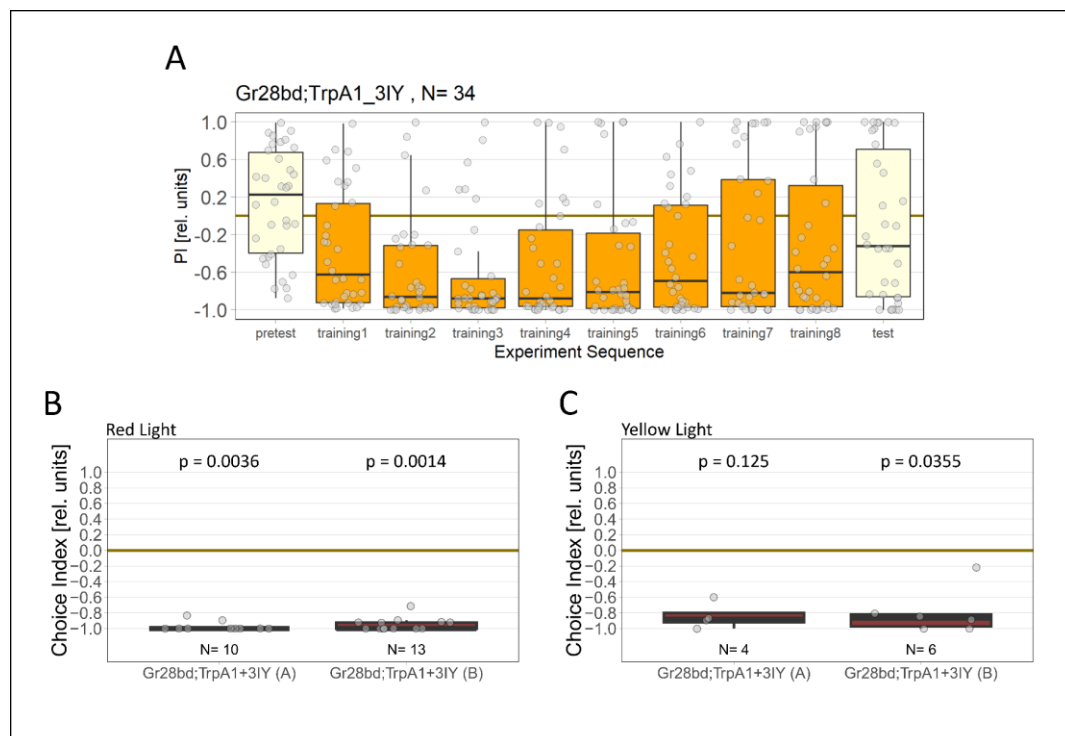 A
Gr28bd;TrpA1_3IY , N= 34
PI [rel. units]
1.0
0.6
0.2
-0.2
-0.6
-1.0
pretest training1 training2 training3 training4 training5 training6 training7 training8 test
Experiment Sequence
B
Red Light
p = 0.0036 p = 0.0014
Choice Index [rel. units]
1.0
0.8
0.6
0.4
0.2
0.0
−0.2
−0.4
−0.6
−0.8
−1.0
N= 10 N= 13
Gr28bd;TrpA1+3IY (A) Gr28bd;TrpA1+3IY (B)
C
Yellow Light
p = 0.125 p = 0.0355
Choice Index [rel. units]
1.0
0.8
0.6
0.4
0.2
0.0
−0.2
−0.4
−0.6
−0.8
−1.0
N= 4 N= 6
Gr28bd;TrpA1+3IY (A) Gr28bd;TrpA1+3IY (B)